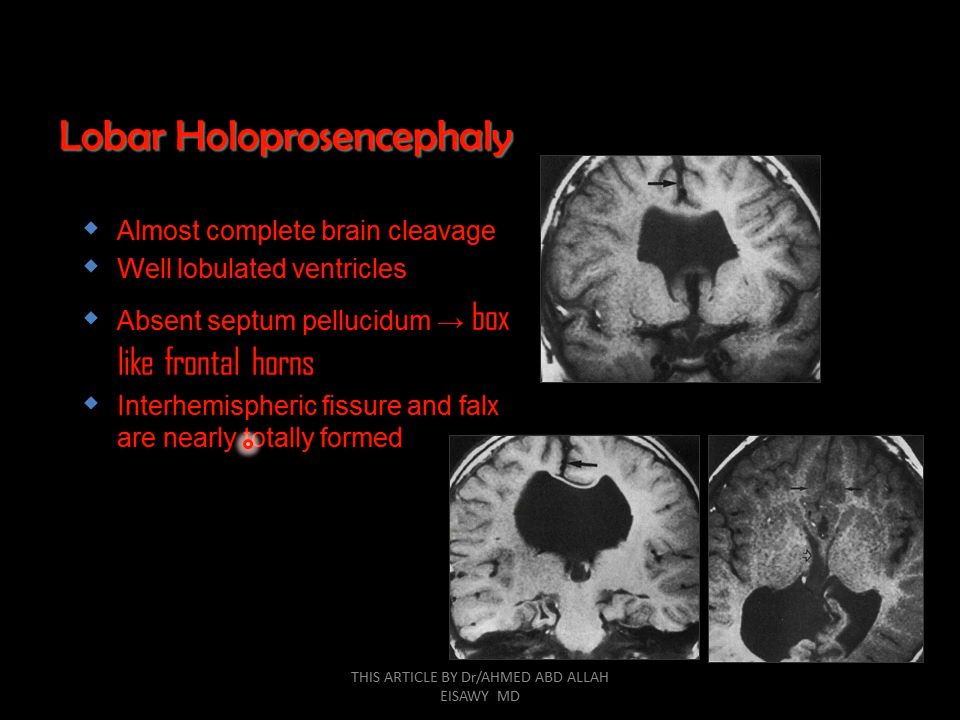 Lobar Holoprosencephaly
Almost complete brain cleavage
Well lobulated ventricles
Absent septum pellucidum → box
like frontal horns
Interhemispheric fissure and falx
are nearly totally formed
THIS ARTICLE BY Dr/AHMED ABD ALLAH
EISAWY MD